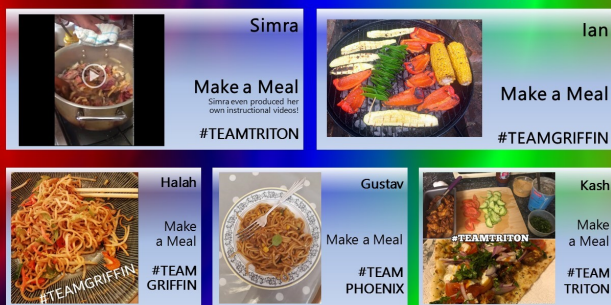 Simra
Make a Meal
Simra even produced her
own instructional videos!
#TEAMTRITON
Ian
Make a Meal
#TEAMGRIFFIN
Halah
Make
a Meal
#TEAM
GRIFFIN
#TEAMGRIFFIN
Gustav
Make a Meal
#TEAM
PHOENIX
Kash
Make
a Meal
#TEAM
TRITON
#TEAMTRITON